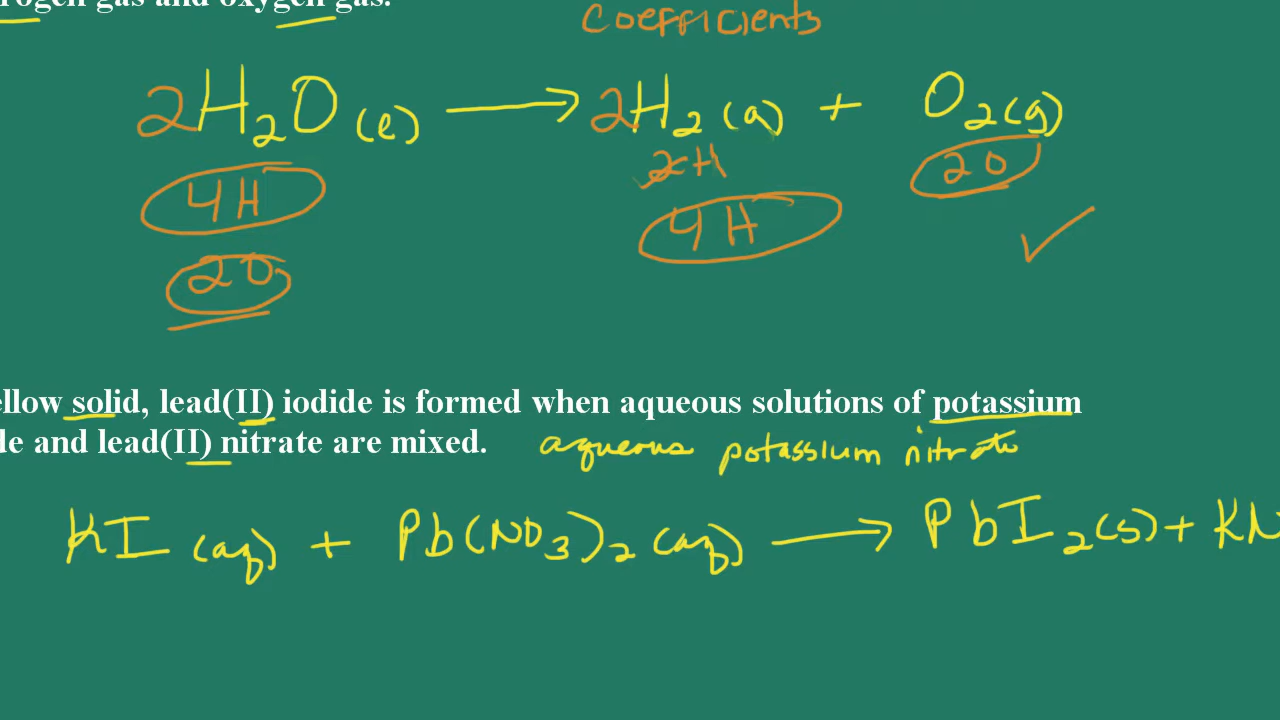 rogen gas and oxygen gas.
coefficients
2H₂O(l) → 2H₂(g) + O₂(g)
2H
2O
4H
4H
2O
ellow solid, lead(II) iodide is formed when aqueous solutions of potassium
de and lead(II) nitrate are mixed. aqueous potassium nitrate
KI(aq) + Pb(NO₃)₂(aq) → PbI₂(s) + KN